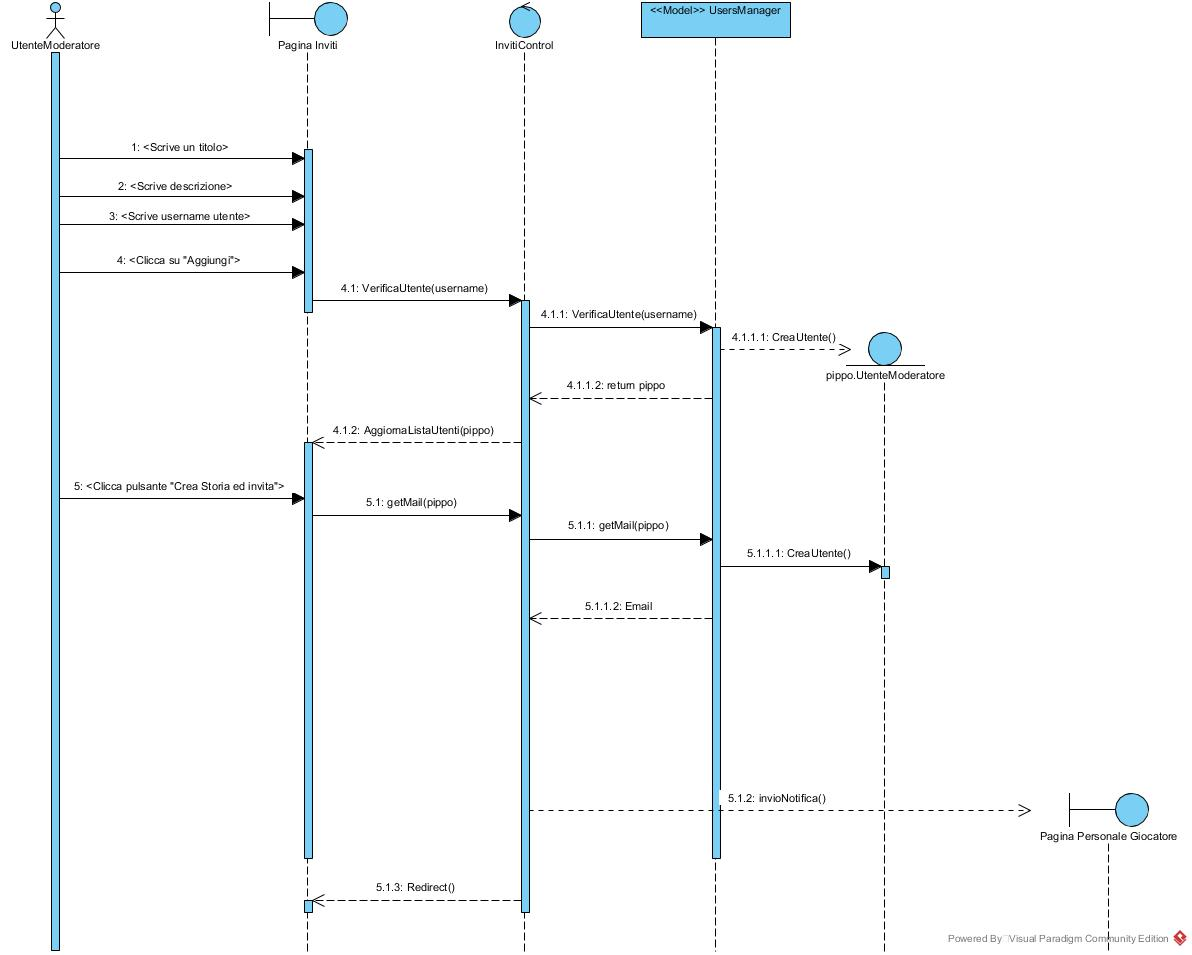 UtenteModeratore
Pagina Inviti
InvitiControl
<<Model>> UsersManager
1: <Scrive un titolo>
2: <Scrive descrizione>
3: <Scrive username utente>
4: <Clicca su "Aggiungi">
4.1: VerificaUtente(username)
4.1.1: VerificaUtente(username)
4.1.1.1: CreaUtente()
pippo.UtenteModeratore
4.1.1.2: return pippo
4.1.2: AggiornaListaUtenti(pippo)
5: <Clicca pulsante "Crea Storia ed invita">
5.1: getMail(pippo)
5.1.1: getMail(pippo)
5.1.1.1: CreaUtente()
5.1.1.2: Email
5.1.2: invioNotifica()
Pagina Personale Giocatore
5.1.3: Redirect()
Powered By Visual Paradigm Community Edition